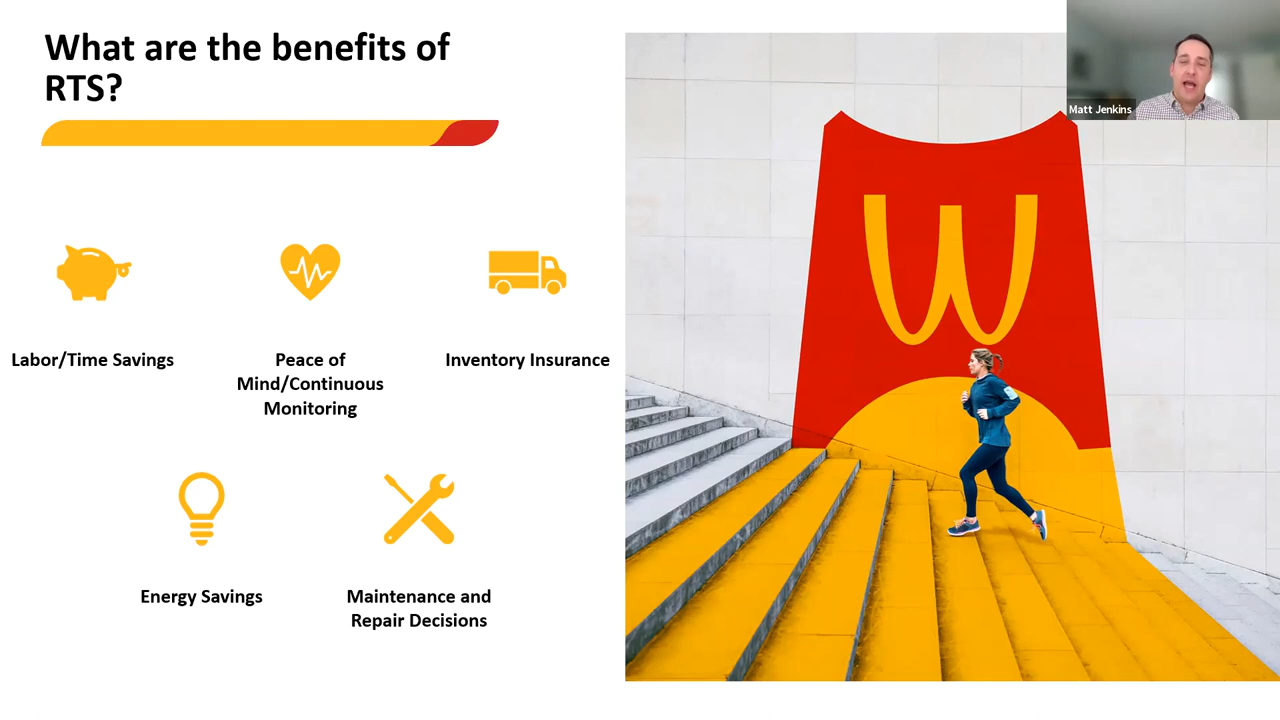 What are the benefits of
RTS?
Matt Jenkins
Labor/Time Savings
Peace of
Mind/Continuous
Monitoring
Inventory Insurance
Energy Savings
Maintenance and
Repair Decisions